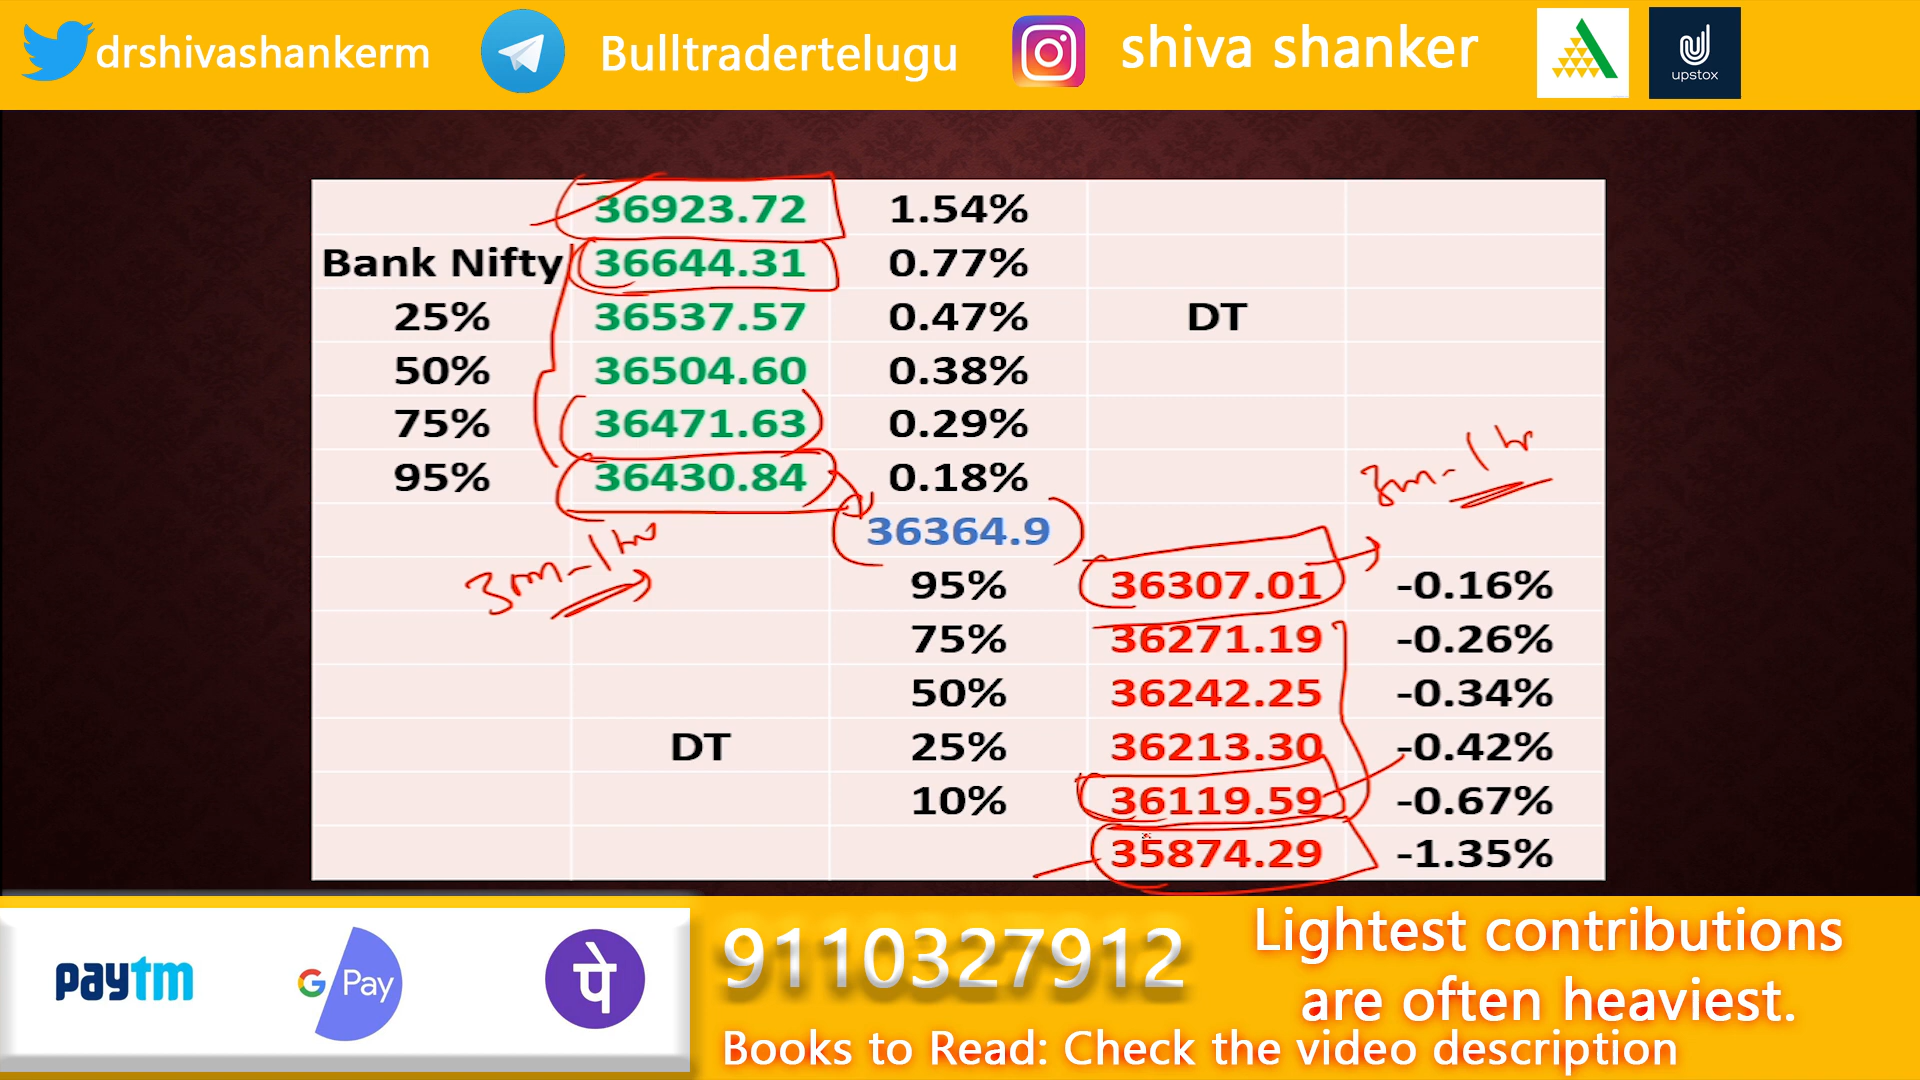 drshivashankerm Bulltradertelugu shiva shanker upstox
36923.72 1.54%
Bank Nifty 36644.31 0.77%
25% 36537.57 0.47% DT
50% 36504.60 0.38%
75% 36471.63 0.29%
3m-1hr
95% 36430.84 0.18%
36364.9
3m-1hr
95% 36307.01 -0.16%
75% 36271.19 -0.26%
50% 36242.25 -0.34%
DT 25% 36213.30 -0.42%
10% 36119.59 -0.67%
35874.29 -1.35%
paytm G Pay पे
9110327912
Lightest contributions
are often heaviest.
Books to Read: Check the video description